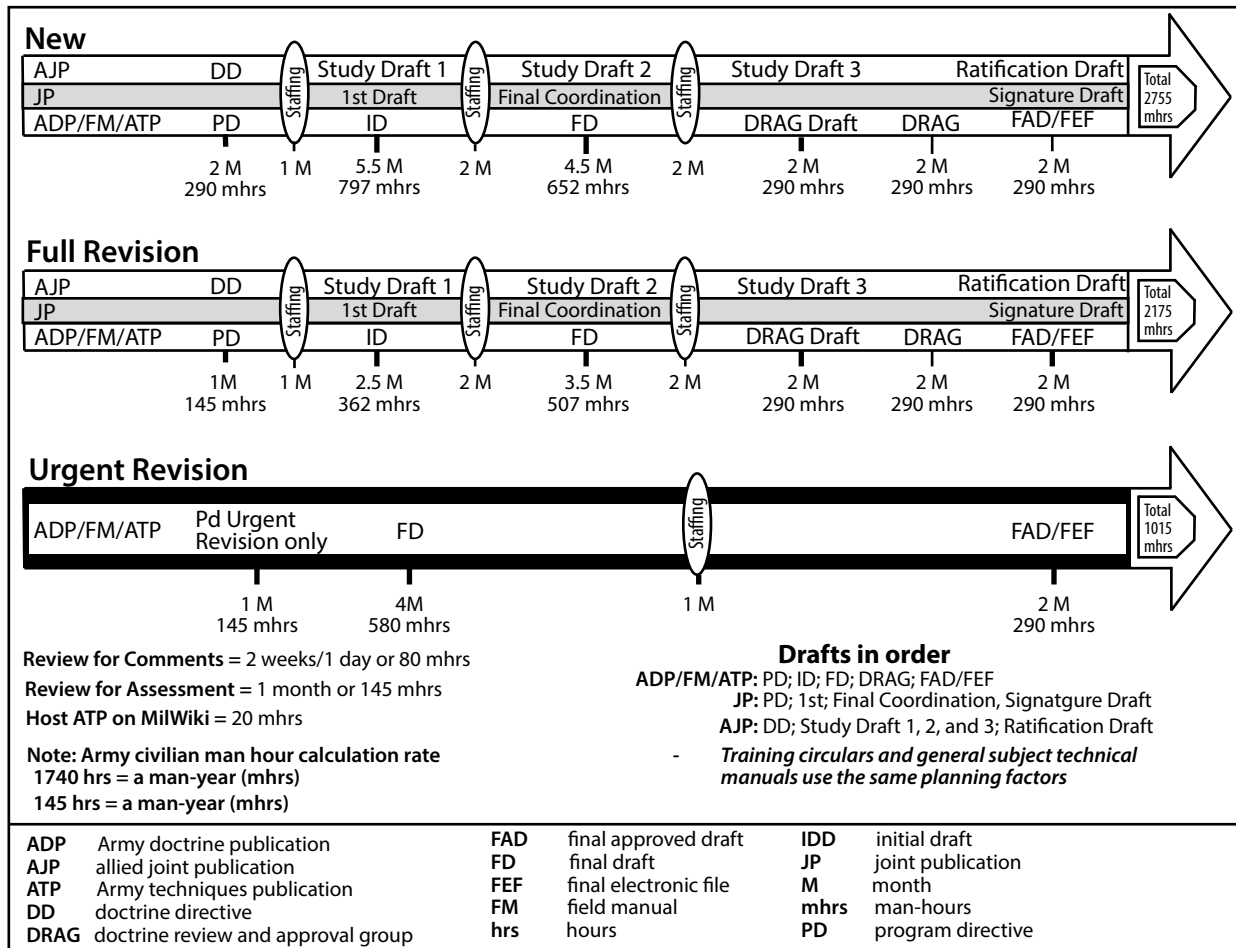 New
AJP DD Study Draft 1 Study Draft 2 Study Draft 3 Ratification Draft
JP 1st Draft Final Coordination Signature Draft
ADP/FM/ATP PD ID FD DRAG Draft DRAG FAD/FEF
Staffing Staffing Staffing
Total
2755
mhrs
2 M 1 M 5.5 M 2 M 4.5 M 2 M 2 M 2 M 2 M
290 mhrs 797 mhrs 652 mhrs 290 mhrs 290 mhrs 290 mhrs
Full Revision
AJP DD Study Draft 1 Study Draft 2 Study Draft 3 Ratification Draft
JP 1st Draft Final Coordination Signature Draft
ADP/FM/ATP PD ID FD DRAG Draft DRAG FAD/FEF
Staffing Staffing Staffing
Total
2175
mhrs
1M 1 M 2.5 M 2 M 3.5 M 2 M 2 M 2 M 2 M
145 mhrs 362 mhrs 507 mhrs 290 mhrs 290 mhrs 290 mhrs
Urgent Revision
ADP/FM/ATP Pd Urgent
Revision only FD Staffing FAD/FEF
Total
1015
mhrs
1 M 4M 1 M 2 M
145 mhrs 580 mhrs 290 mhrs
Review for Comments = 2 weeks/1 day or 80 mhrs
Review for Assessment = 1 month or 145 mhrs
Host ATP on MilWiki = 20 mhrs
Note: Army civilian man hour calculation rate
1740 hrs = a man-year (mhrs)
145 hrs = a man-year (mhrs)
Drafts in order
ADP/FM/ATP: PD; ID; FD; DRAG; FAD/FEF
JP: PD; 1st; Final Coordination, Signatgure Draft
AJP: DD; Study Draft 1, 2, and 3; Ratification Draft
- Training circulars and general subject technical
manuals use the same planning factors
ADP Army doctrine publication
AJP allied joint publication
ATP Army techniques publication
DD doctrine directive
DRAG doctrine review and approval group
FAD final approved draft
FD final draft
FEF final electronic file
FM field manual
hrs hours
IDD initial draft
JP joint publication
M month
mhrs man-hours
PD program directive